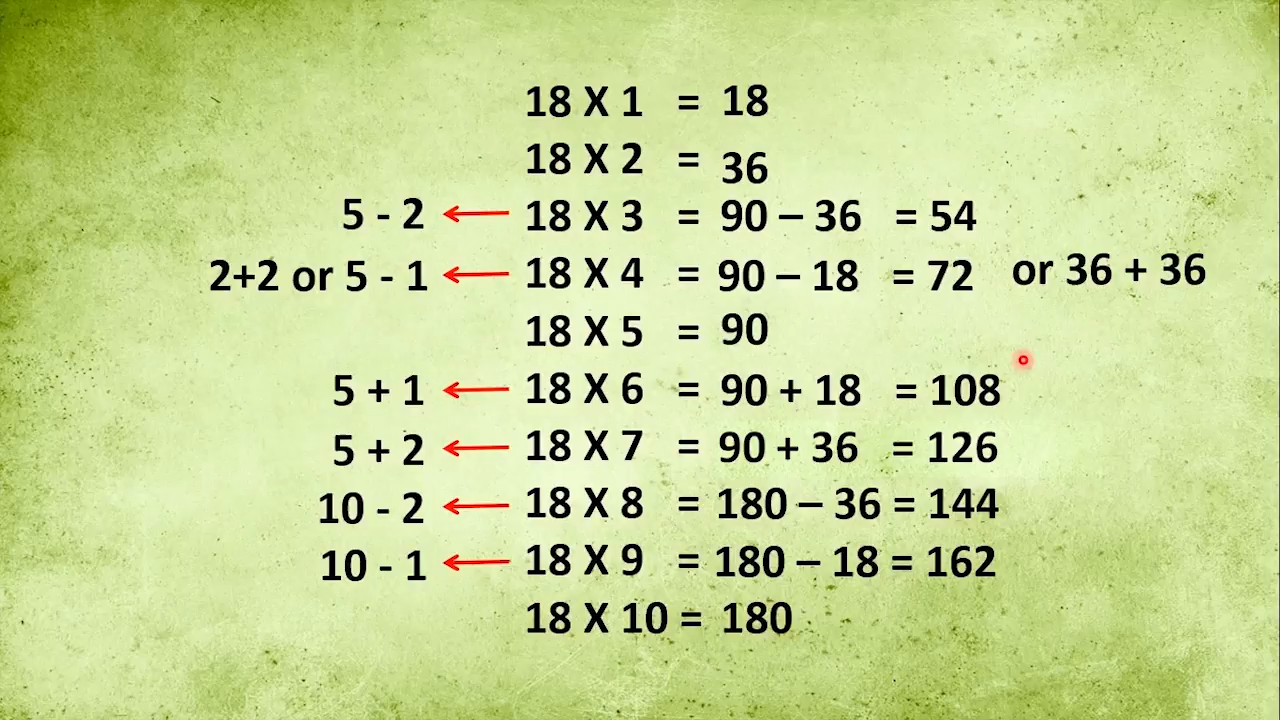 18 X 1 = 18
18 X 2 = 36
5 - 2 ← 18 X 3 = 90 – 36 = 54
2+2 or 5 - 1 ← 18 X 4 = 90 – 18 = 72 or 36 + 36
18 X 5 = 90
5 + 1 ← 18 X 6 = 90 + 18 = 108
5 + 2 ← 18 X 7 = 90 + 36 = 126
10 - 2 ← 18 X 8 = 180 – 36 = 144
10 - 1 ← 18 X 9 = 180 – 18 = 162
18 X 10 = 180